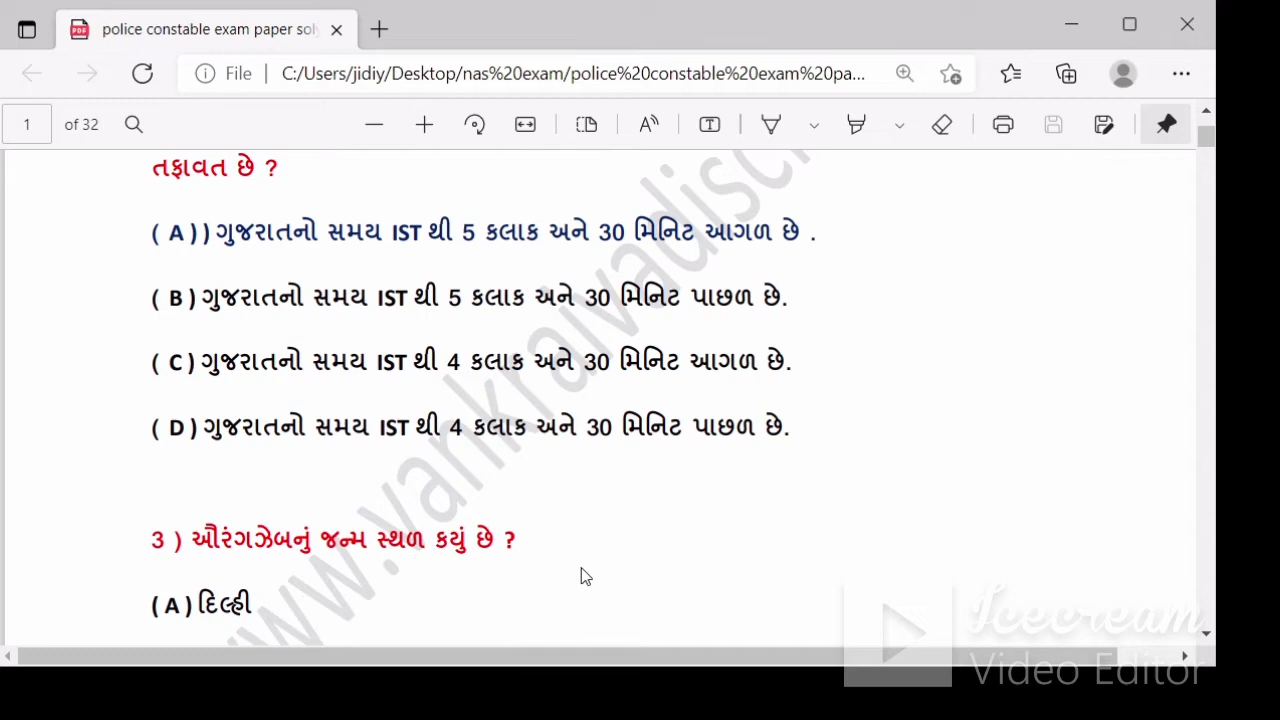 police constable exam paper sol
File
C:/Users/jidiy/Desktop/nas%20exam/police%20constable%20exam%20pa...
1 of 32
તફાવત છે ?
( A ) ) ગુજરાતનો સમય IST થી 5 કલાક અને 30 મિનિટ આગળ છે .
( B ) ગુજરાતનો સમય IST થી 5 કલાક અને 30 મિનિટ પાછળ છે.
( C ) ગુજરાતનો સમય IST થી 4 કલાક અને 30 મિનિટ આગળ છે.
( D ) ગુજરાતનો સમય IST થી 4 કલાક અને 30 મિનિટ પાછળ છે.
3 ) ઔરંગઝેબનું જન્મ સ્થળ કયું છે ?
( A ) દિલ્હી
Icecream
Video Editor